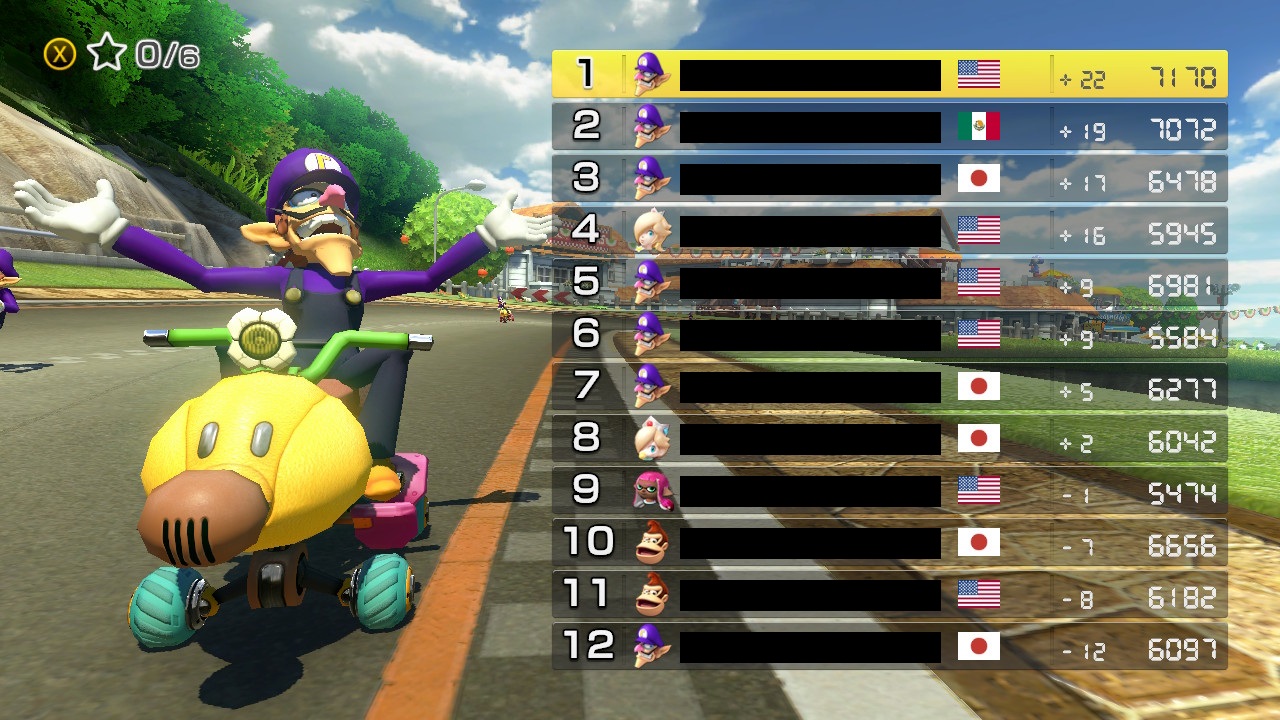 X 0/6
1 + 22 7170
2 + 19 7072
3 + 17 6478
4 + 16 5945
5 + 9 6981
6 + 9 5584
7 + 5 6277
8 + 2 6042
9 - 1 5474
10 - 7 6656
11 - 8 6182
12 - 12 6097